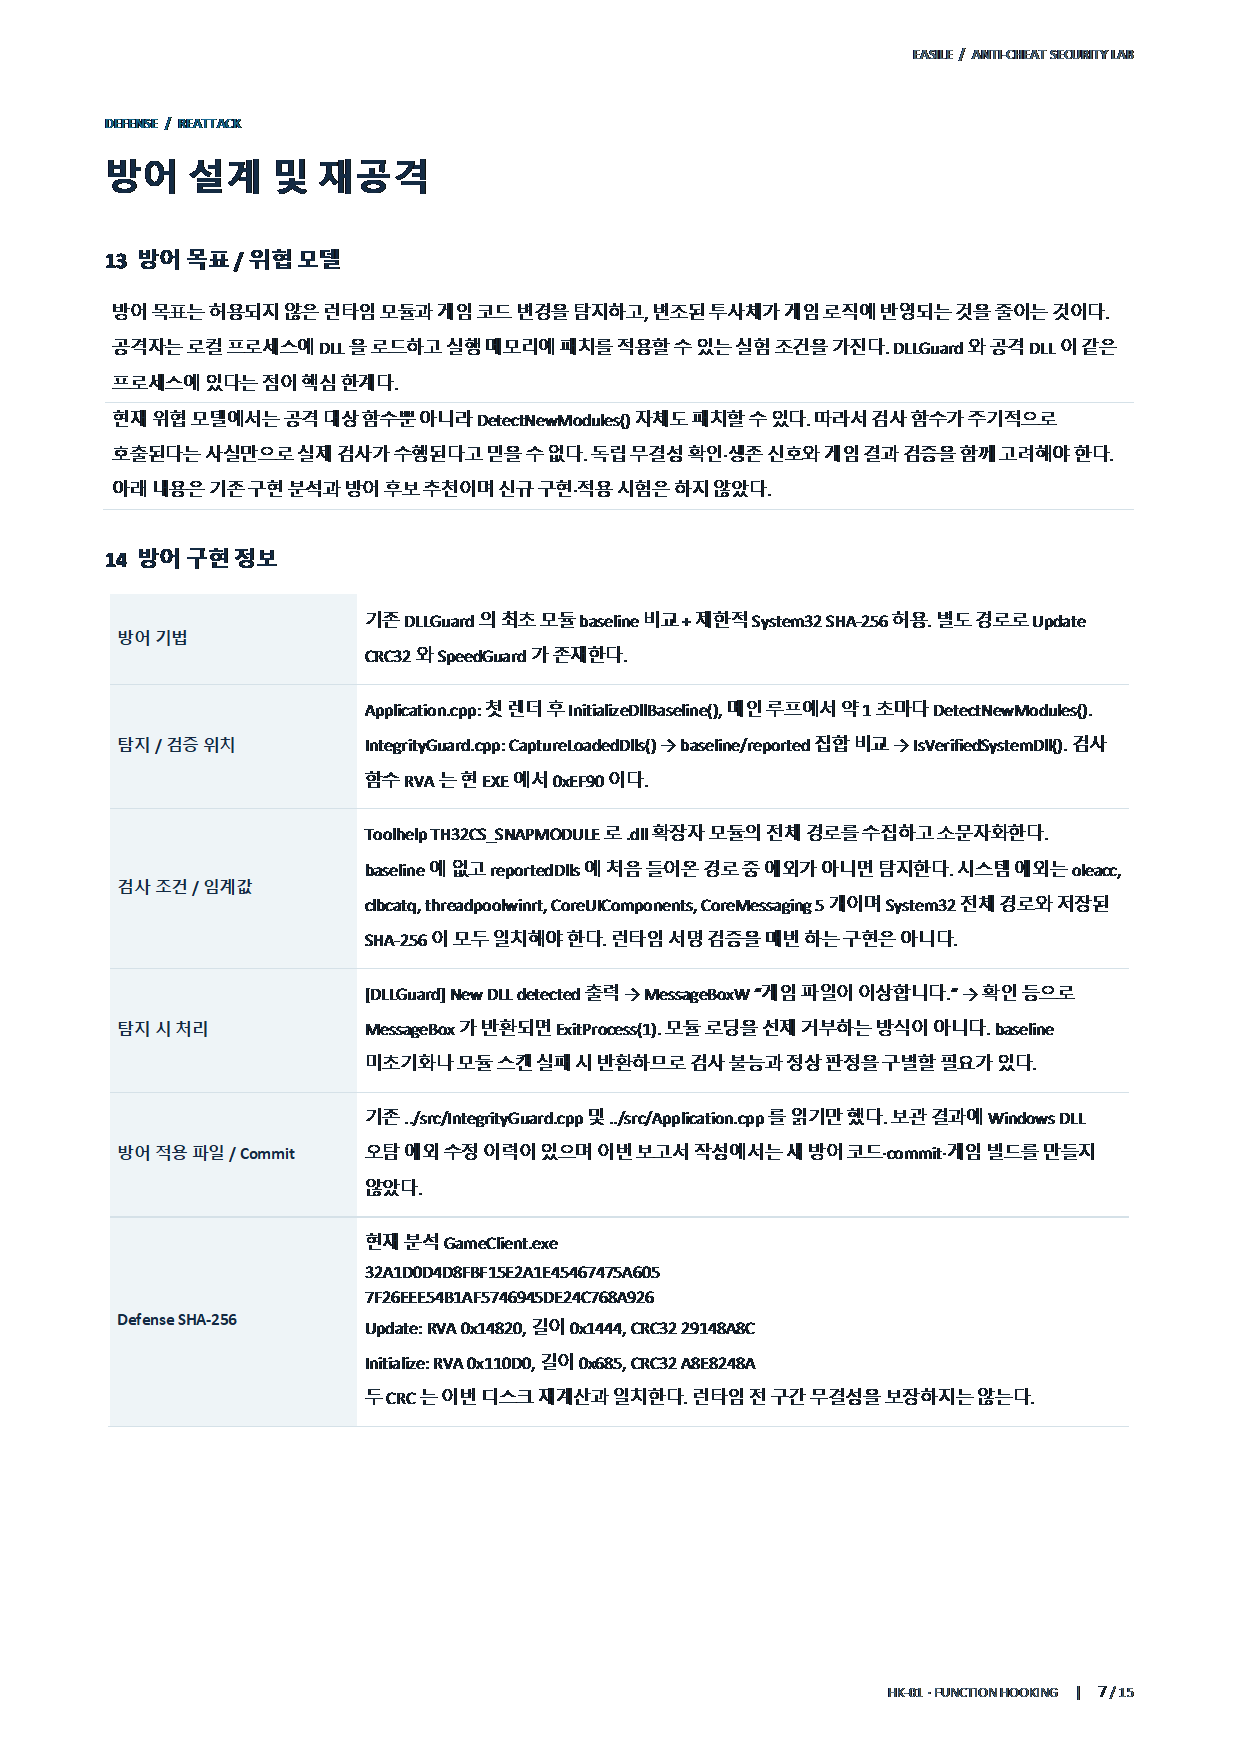 EASILE / ANTI-CHEAT SECURITY LAB
DEFENSE / REATTACK
방어 설계 및 재공격
13 방어 목표 / 위협 모델
방어 목표는 허용되지 않은 런타임 모듈과 게임 코드 변경을 탐지하고, 변조된 투사체가 게임 로직에 반영되는 것을 줄이는 것이다.
공격자는 로컬 프로세스에 DLL 을 로드하고 실행 메모리에 패치를 적용할 수 있는 실험 조건을 가진다. DLLGuard 와 공격 DLL 이 같은
프로세스에 있다는 점이 핵심 한계다.
현재 위협 모델에서는 공격 대상 함수뿐 아니라 DetectNewModules() 자체도 패치할 수 있다. 따라서 검사 함수가 주기적으로
호출된다는 사실만으로 실제 검사가 수행된다고 믿을 수 없다. 독립 무결성 확인·생존 신호와 게임 결과 검증을 함께 고려해야 한다.
아래 내용은 기존 구현 분석과 방어 후보 추천이며 신규 구현·적용 시험은 하지 않았다.
14 방어 구현 정보
방어 기법
기존 DLLGuard 의 최초 모듈 baseline 비교 + 제한적 System32 SHA-256 허용. 별도 경로로 Update
CRC32 와 SpeedGuard 가 존재한다.
탐지 / 검증 위치
Application.cpp: 첫 렌더 후 InitializeDllBaseline(), 메인 루프에서 약 1 초마다 DetectNewModules().
IntegrityGuard.cpp: CaptureLoadedDlls() → baseline/reported 집합 비교 → IsVerifiedSystemDll(). 검사
함수 RVA 는 현 EXE 에서 0xEF90 이다.
검사 조건 / 임계값
Toolhelp TH32CS_SNAPMODULE 로 .dll 확장자 모듈의 전체 경로를 수집하고 소문자화한다.
baseline 에 없고 reportedDlls 에 처음 들어온 경로 중 예외가 아니면 탐지한다. 시스템 예외는 oleacc,
clbcatq, threadpoolwinrt, CoreUIComponents, CoreMessaging 5 개이며 System32 전체 경로와 저장된
SHA-256 이 모두 일치해야 한다. 런타임 서명 검증을 매번 하는 구현은 아니다.
탐지 시 처리
[DLLGuard] New DLL detected 출력 → MessageBoxW “게임 파일이 이상합니다.” → 확인 등으로
MessageBox 가 반환되면 ExitProcess(1). 모듈 로딩을 선제 거부하는 방식이 아니다. baseline
미초기화나 모듈 스캔 실패 시 반환하므로 검사 불능과 정상 판정을 구별할 필요가 있다.
방어 적용 파일 / Commit
기존 ../src/IntegrityGuard.cpp 및 ../src/Application.cpp 를 읽기만 했다. 보관 결과에 Windows DLL
오탐 예외 수정 이력이 있으며 이번 보고서 작성에서는 새 방어 코드·commit·게임 빌드를 만들지
않았다.
Defense SHA-256
현재 분석 GameClient.exe
32A1D0D4D8FBF15E2A1E45467475A605
7F26EEE54B1AF5746945DE24C768A926
Update: RVA 0x14820, 길이 0x1444, CRC32 29148A8C
Initialize: RVA 0x110D0, 길이 0x685, CRC32 A8E8248A
두 CRC 는 이번 디스크 재계산과 일치한다. 런타임 전 구간 무결성을 보장하지는 않는다.
HK-01 · FUNCTION HOOKING | 7 / 15